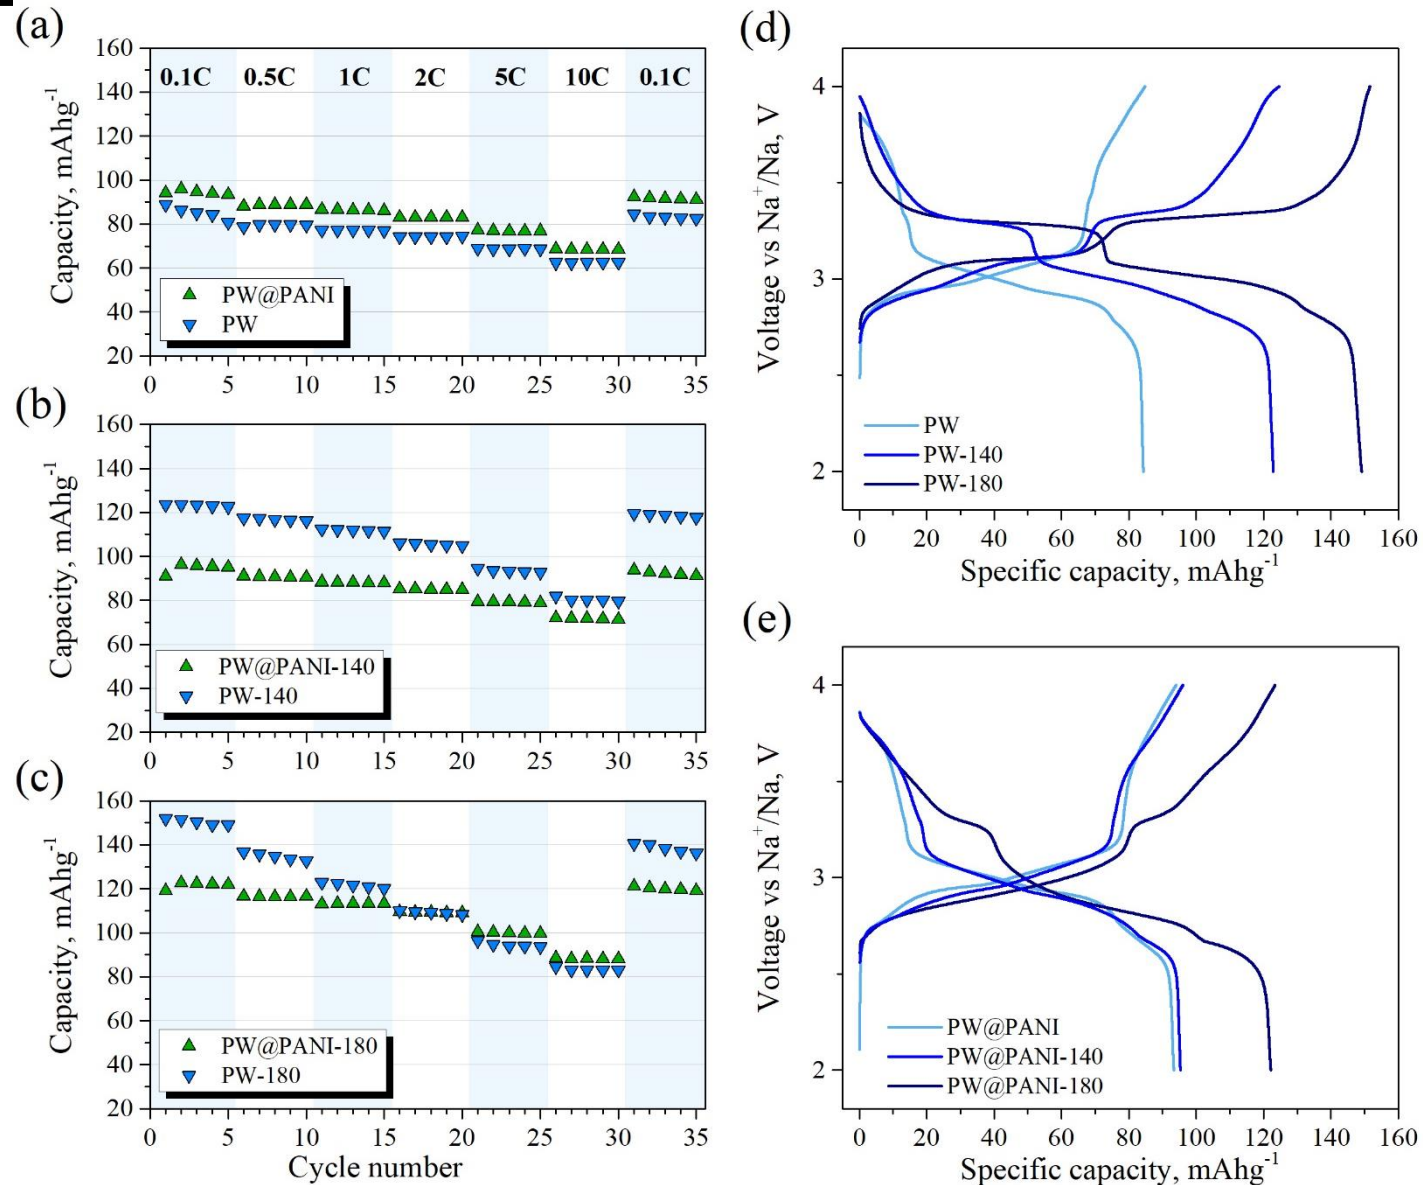 (a)
160
140
120
100
80
60
40
20
Capacity, mAhg⁻¹
0.1C 0.5C 1C 2C 5C 10C 0.1C
PW@PANI
PW
0 5 10 15 20 25 30 35
(b)
160
140
120
100
80
60
40
20
Capacity, mAhg⁻¹
PW@PANI-140
PW-140
0 5 10 15 20 25 30 35
(c)
160
140
120
100
80
60
40
20
Capacity, mAhg⁻¹
PW@PANI-180
PW-180
0 5 10 15 20 25 30 35
Cycle number
(d)
4
3
2
Voltage vs Na⁺/Na, V
PW
PW-140
PW-180
0 20 40 60 80 100 120 140 160
Specific capacity, mAhg⁻¹
(e)
4
3
2
Voltage vs Na⁺/Na, V
PW@PANI
PW@PANI-140
PW@PANI-180
0 20 40 60 80 100 120 140 160
Specific capacity, mAhg⁻¹